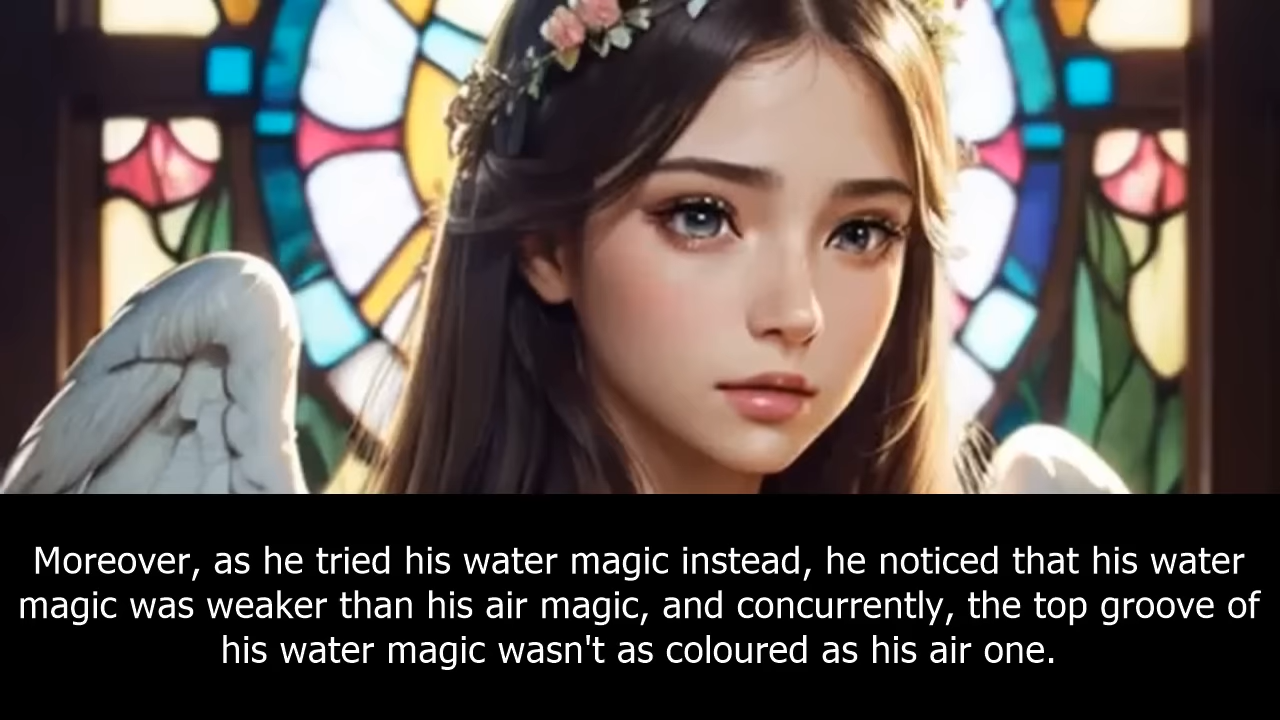 Moreover, as he tried his water magic instead, he noticed that his water
magic was weaker than his air magic, and concurrently, the top groove of
his water magic wasn't as coloured as his air one.